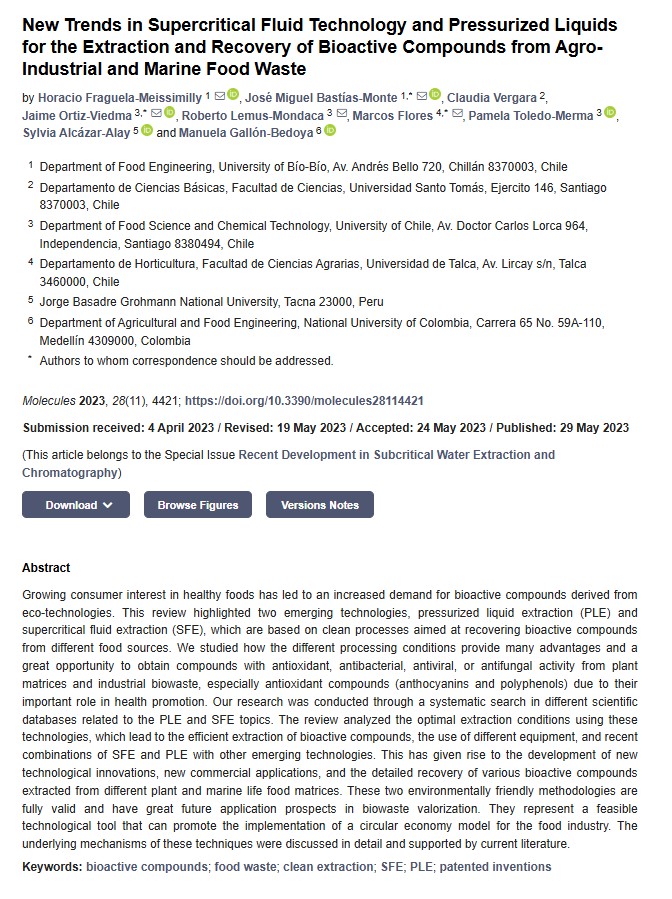 New Trends in Supercritical Fluid Technology and Pressurized Liquids
for the Extraction and Recovery of Bioactive Compounds from Agro-
Industrial and Marine Food Waste
by Horacio Fraguela-Meissimilly 1, José Miguel Bastías-Monte 1,*, Claudia Vergara 2,
Jaime Ortiz-Viedma 3,*, Roberto Lemus-Mondaca 3, Marcos Flores 4,*, Pamela Toledo-Merma 3,
Sylvia Alcázar-Alay 5 and Manuela Gallón-Bedoya 6
1 Department of Food Engineering, University of Bío-Bío, Av. Andrés Bello 720, Chillán 8370003, Chile
2 Departamento de Ciencias Básicas, Facultad de Ciencias, Universidad Santo Tomás, Ejercito 146, Santiago
8370003, Chile
3 Department of Food Science and Chemical Technology, University of Chile, Av. Doctor Carlos Lorca 964,
Independencia, Santiago 8380494, Chile
4 Departamento de Horticultura, Facultad de Ciencias Agrarias, Universidad de Talca, Av. Lircay s/n, Talca
3460000, Chile
5 Jorge Basadre Grohmann National University, Tacna 23000, Peru
6 Department of Agricultural and Food Engineering, National University of Colombia, Carrera 65 No. 59A-110,
Medellín 4309000, Colombia
* Authors to whom correspondence should be addressed.
Molecules 2023, 28(11), 4421; https://doi.org/10.3390/molecules28114421
Submission received: 4 April 2023 / Revised: 19 May 2023 / Accepted: 24 May 2023 / Published: 29 May 2023
(This article belongs to the Special Issue Recent Development in Subcritical Water Extraction and
Chromatography)
Download Browse Figures Versions Notes
Abstract
Growing consumer interest in healthy foods has led to an increased demand for bioactive compounds derived from
eco-technologies. This review highlighted two emerging technologies, pressurized liquid extraction (PLE) and
supercritical fluid extraction (SFE), which are based on clean processes aimed at recovering bioactive compounds
from different food sources. We studied how the different processing conditions provide many advantages and a
great opportunity to obtain compounds with antioxidant, antibacterial, antiviral, or antifungal activity from plant
matrices and industrial biowaste, especially antioxidant compounds (anthocyanins and polyphenols) due to their
important role in health promotion. Our research was conducted through a systematic search in different scientific
databases related to the PLE and SFE topics. The review analyzed the optimal extraction conditions using these
technologies, which lead to the efficient extraction of bioactive compounds, the use of different equipment, and recent
combinations of SFE and PLE with other emerging technologies. This has given rise to the development of new
technological innovations, new commercial applications, and the detailed recovery of various bioactive compounds
extracted from different plant and marine life food matrices. These two environmentally friendly methodologies are
fully valid and have great future application prospects in biowaste valorization. They represent a feasible
technological tool that can promote the implementation of a circular economy model for the food industry. The
underlying mechanisms of these techniques were discussed in detail and supported by current literature.
Keywords: bioactive compounds; food waste; clean extraction; SFE; PLE; patented inventions